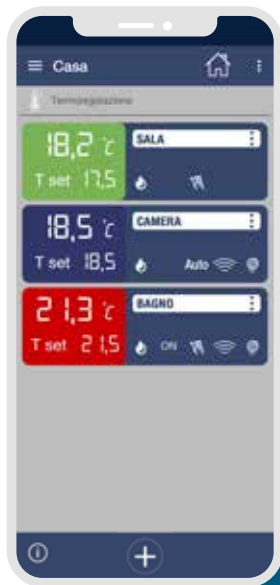 Casa
Termoregolazione
18,2 °c
SALA
T set 17,5
18,5 °c
CAMERA
T set 18,5
Auto
21,3 °c
BAGNO
T set 21,5
ON